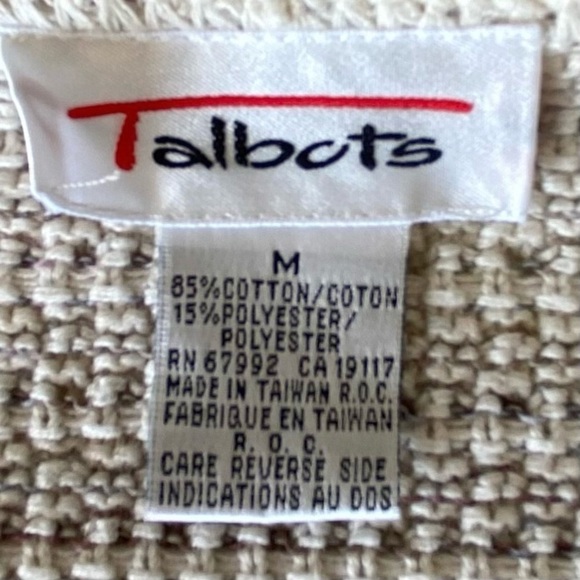 Talbots
M
85%COTTON/COTON
15%POLYESTER/
POLYESTER
RN 67992 CA 19117
MADE IN TAIWAN R.O.C.
FABRIQUE EN TAIWAN
R. O. C.
CARE REVERSE SIDE
INDICATIONS AU DOS